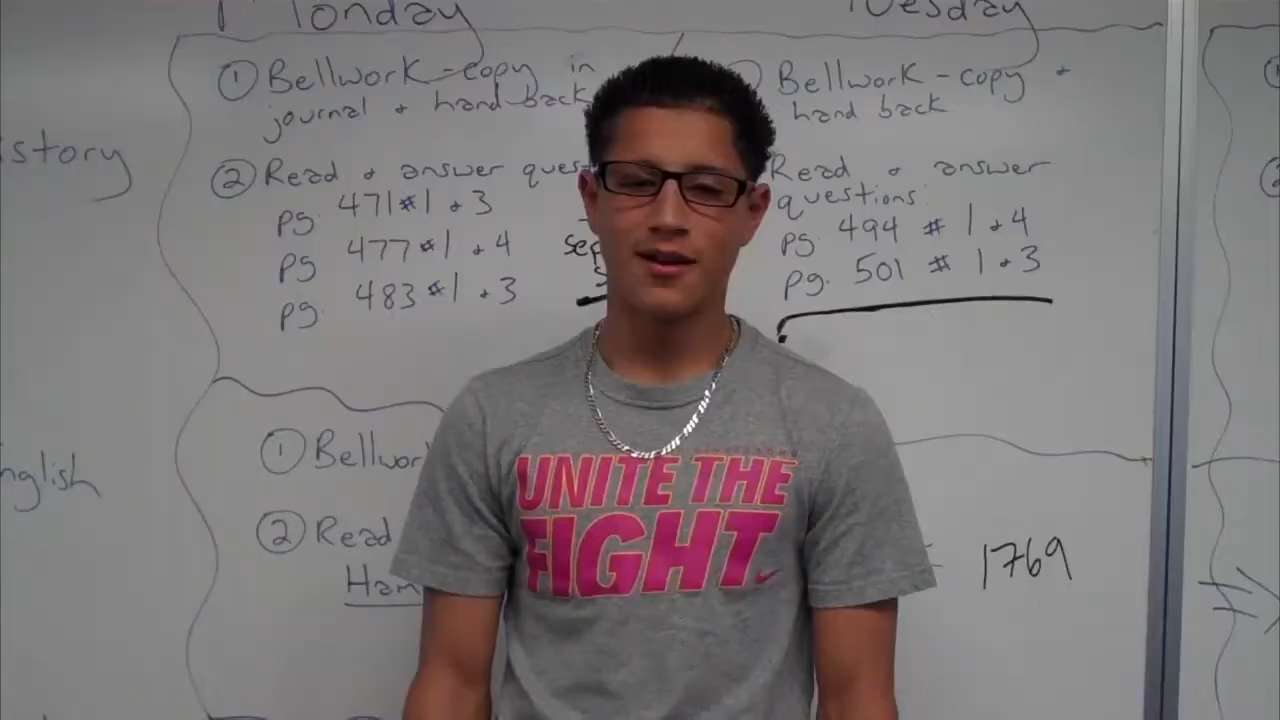 Monday
Tuesday
istory
① Bellwork-copy in
journal + hand back
② Read + answer quest
pg. 471 #1 + 3
pg 477 #1 + 4
pg. 483 #1 + 3
sep
Bellwork - copy +
hand back
Read + answer
questions:
pg. 494 # 1 + 4
pg. 501 # 1 + 3
nglish
① Bellwor
② Read
Ham
1769
UNITE THE
FIGHT